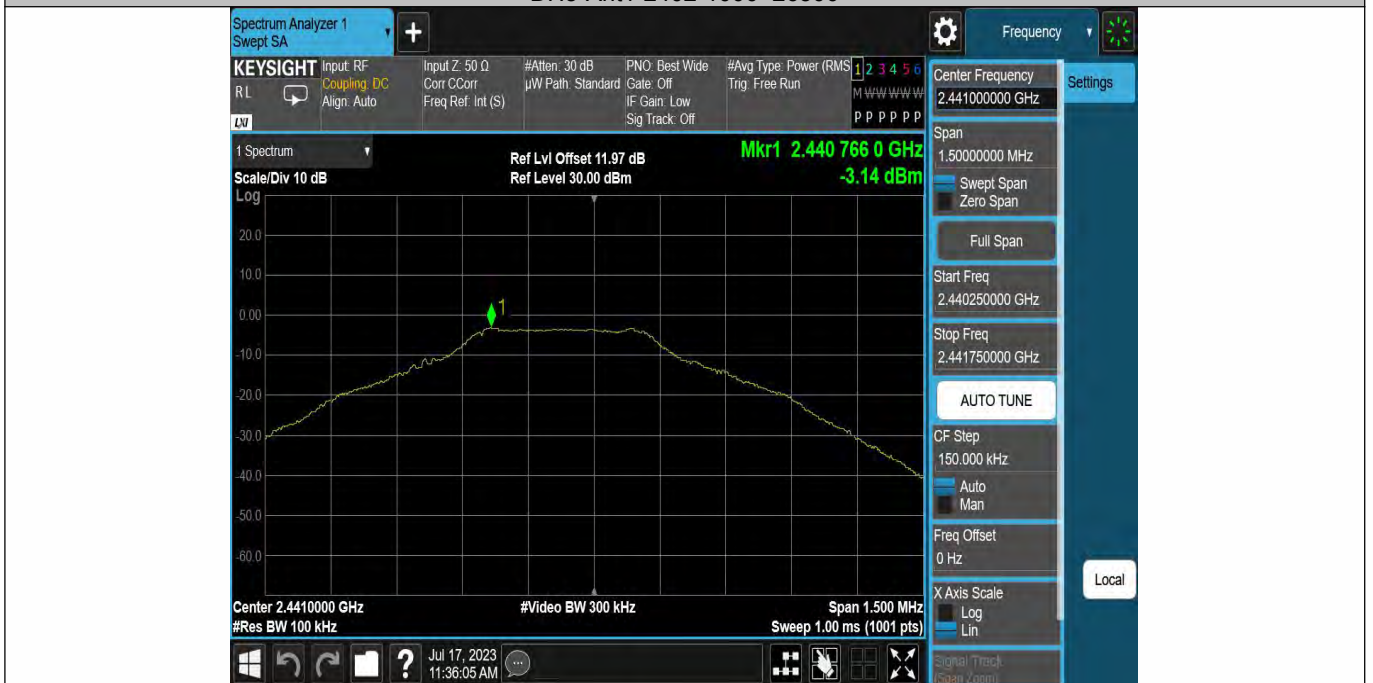 Spectrum Analyzer 1
Swept SA
+
Frequency
KEYSIGHT
RL
LXI
Input: RF
Coupling: DC
Align: Auto
Input Z: 50 Ω
Corr CCorr
Freq Ref: Int (S)
#Atten: 30 dB
µW Path: Standard
PNO: Best Wide
Gate: Off
IF Gain: Low
Sig Track: Off
#Avg Type: Power (RMS
Trig: Free Run
1 2 3 4 5 6
M W W W W W
P P P P P P
1 Spectrum
Scale/Div 10 dB
Ref Lvl Offset 11.97 dB
Ref Level 30.00 dBm
Mkr1 2.440 766 0 GHz
-3.14 dBm
Log
20.0
10.0
0.00
-10.0
-20.0
-30.0
-40.0
-50.0
-60.0
1
Center 2.4410000 GHz
#Res BW 100 kHz
#Video BW 300 kHz
Span 1.500 MHz
Sweep 1.00 ms (1001 pts)
Center Frequency
2.441000000 GHz
Span
1.50000000 MHz
Swept Span
Zero Span
Full Span
Start Freq
2.440250000 GHz
Stop Freq
2.441750000 GHz
AUTO TUNE
CF Step
150.000 kHz
Auto
Man
Freq Offset
0 Hz
X Axis Scale
Log
Lin
Signal Track
(Span Zoom)
Settings
Local
?
Jul 17, 2023
11:36:05 AM